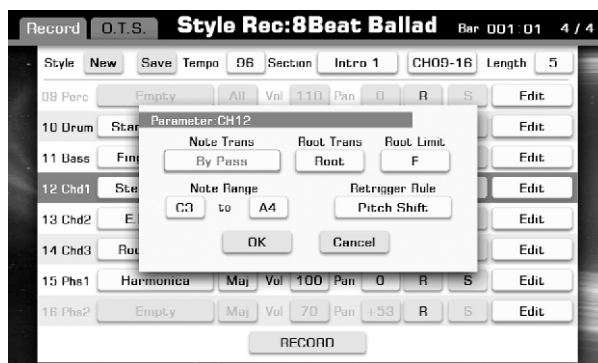 Record O.T.S. Style Rec:8Beat Ballad Bar 001:01 4/4
Style New Save Tempo 96 Section Intro 1 CH09-16 Length 5
09 Perc Empty All Vol 110 Pan 0 R S Edit
10 Drum Edit
Parameter:CH12
Note Trans Root Trans Root Limit
11 Bass By Pass Root F Edit
12 Chd1 Edit
Note Range Retrigger Rule
13 Chd2 C3 to A4 Pitch Shift Edit
14 Chd3 OK Cancel Edit
15 Phs1 Harmonica Maj Vol 100 Pan 0 R S Edit
16 Phs2 Empty Maj Vol 70 Pan +53 R S Edit
RECORD